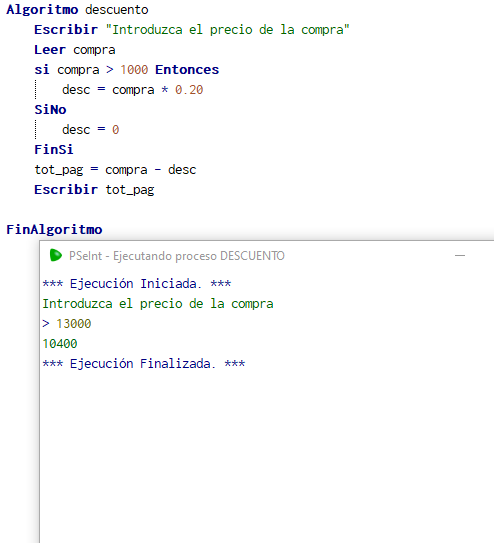 Algoritmo descuento
Escribir "Introduzca el precio de la compra"
Leer compra
si compra > 1000 Entonces
desc = compra * 0.20
SiNo
desc = 0
FinSi
tot_pag = compra - desc
Escribir tot_pag
FinAlgoritmo
PSeInt - Ejecutando proceso DESCUENTO
*** Ejecución Iniciada. ***
Introduzca el precio de la compra
> 13000
10400
*** Ejecución Finalizada. ***